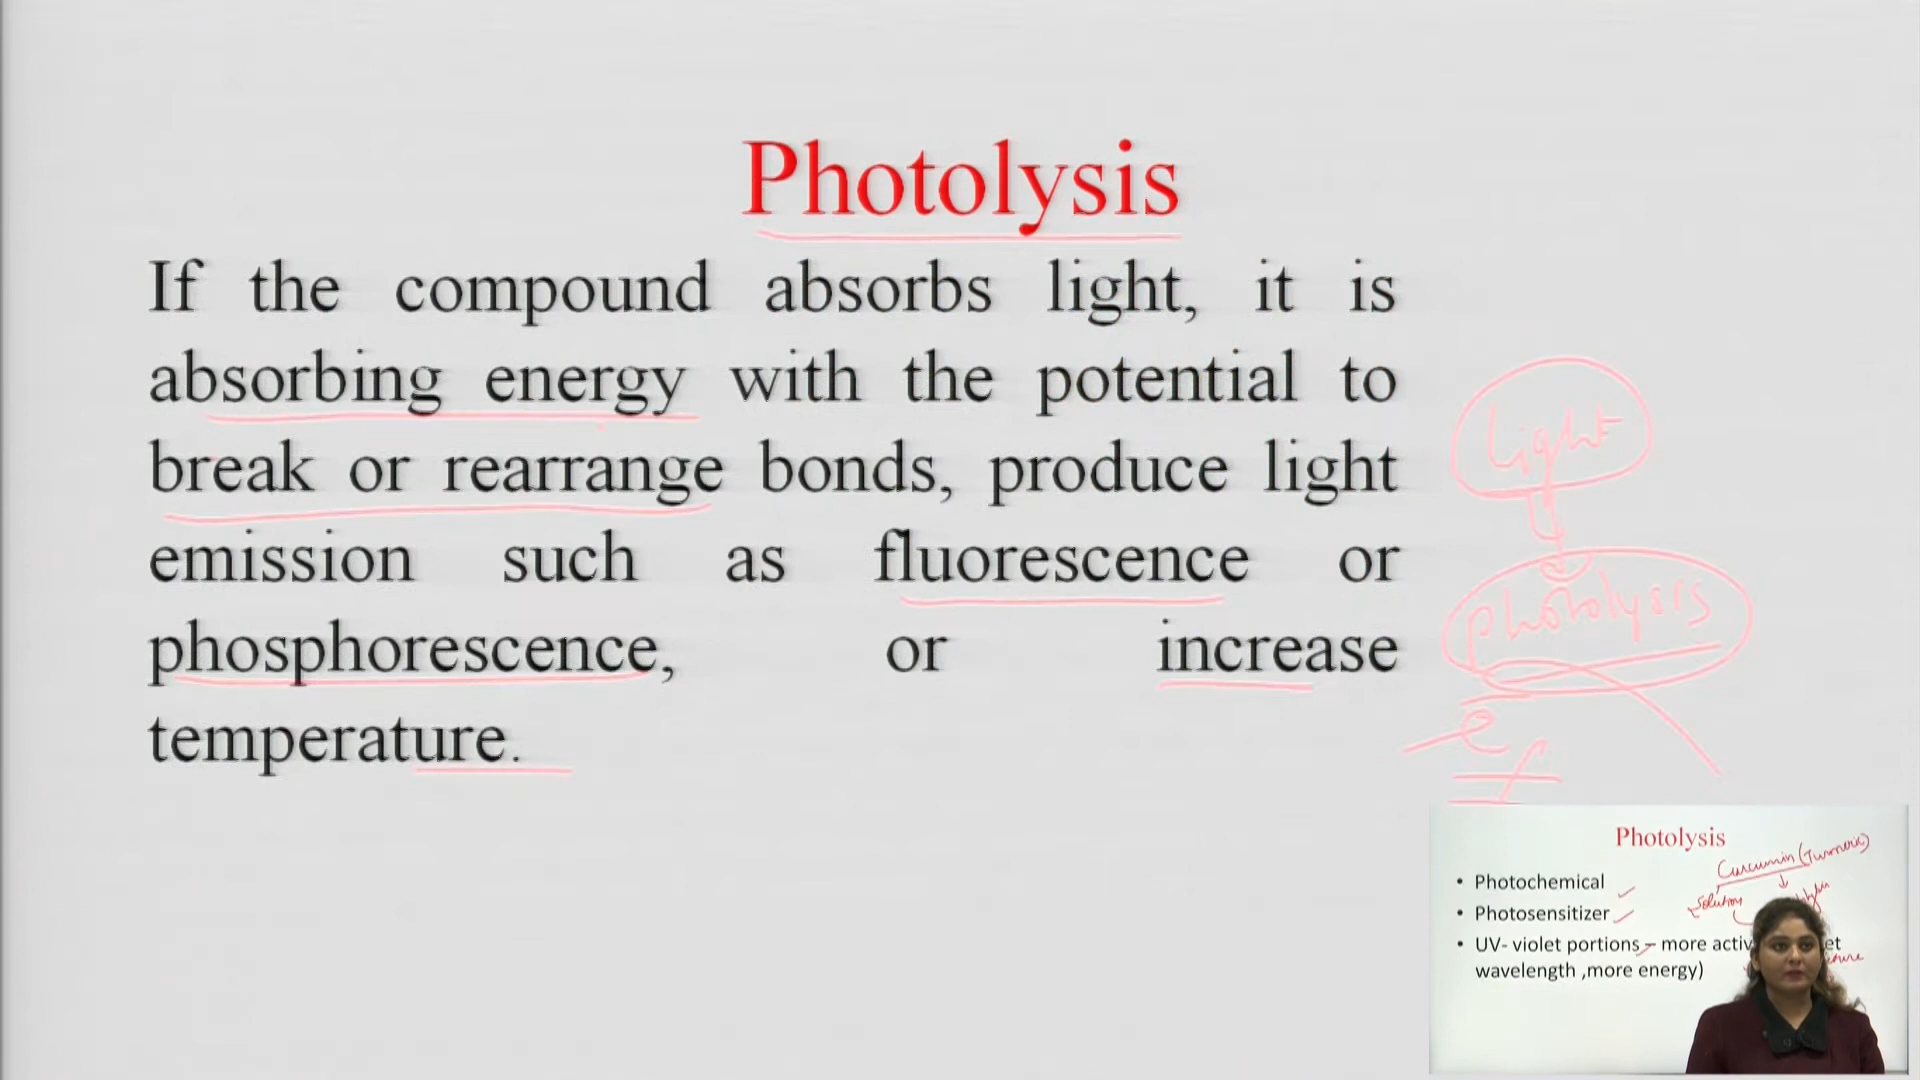 Photolysis
If the compound absorbs light, it is
absorbing energy with the potential to
break or rearrange bonds, produce light
emission such as fluorescence or
phosphorescence, or increase
temperature.
light
photolysis
Photolysis
Curcumin (Turmeric)
• Photochemical
Solution
• Photosensitizer
• UV- violet portions – more activ
wavelength ,more energy)